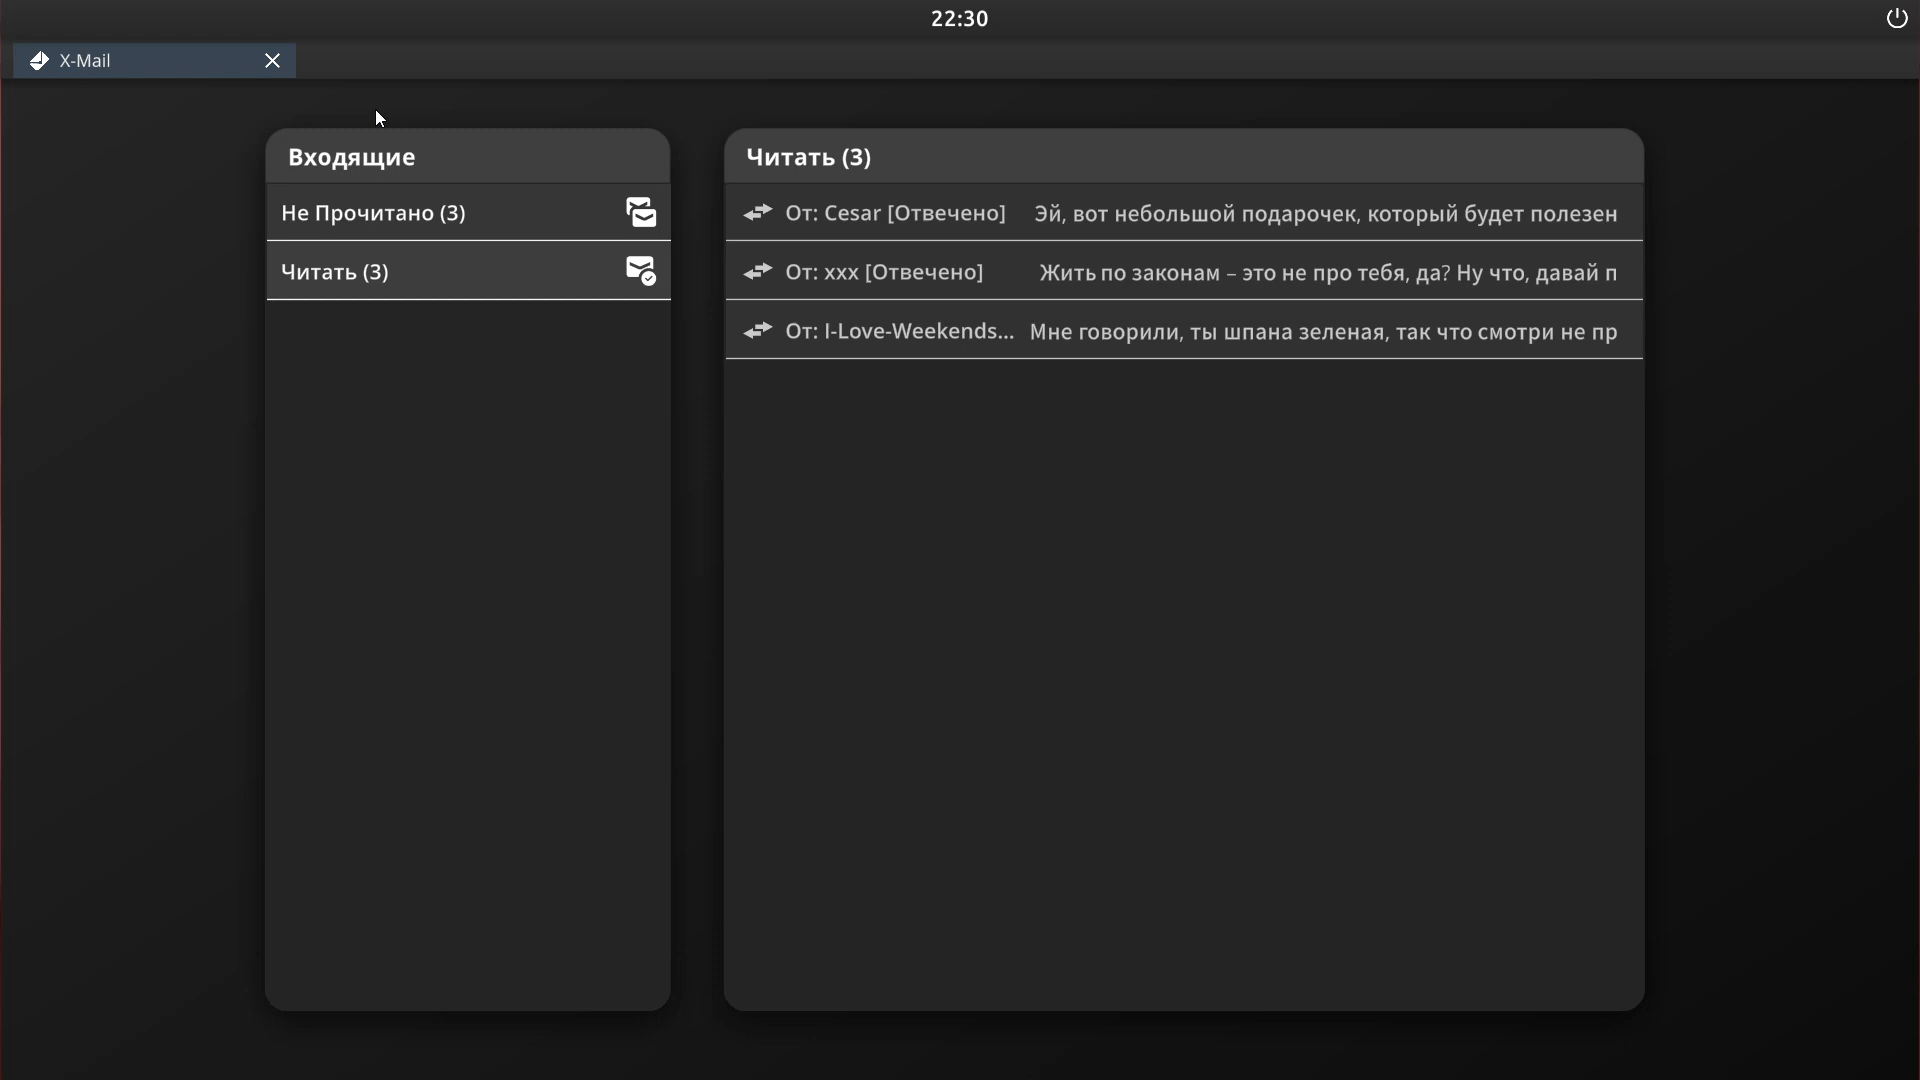 22:30
X-Mail
Входящие
Не Прочитано (3)
Читать (3)
Читать (3)
От: Cesar [Отвечено] Эй, вот небольшой подарочек, который будет полезен
От: xxx [Отвечено] Жить по законам – это не про тебя, да? Ну что, давай п
От: I-Love-Weekends... Мне говорили, ты шпана зеленая, так что смотри не пр